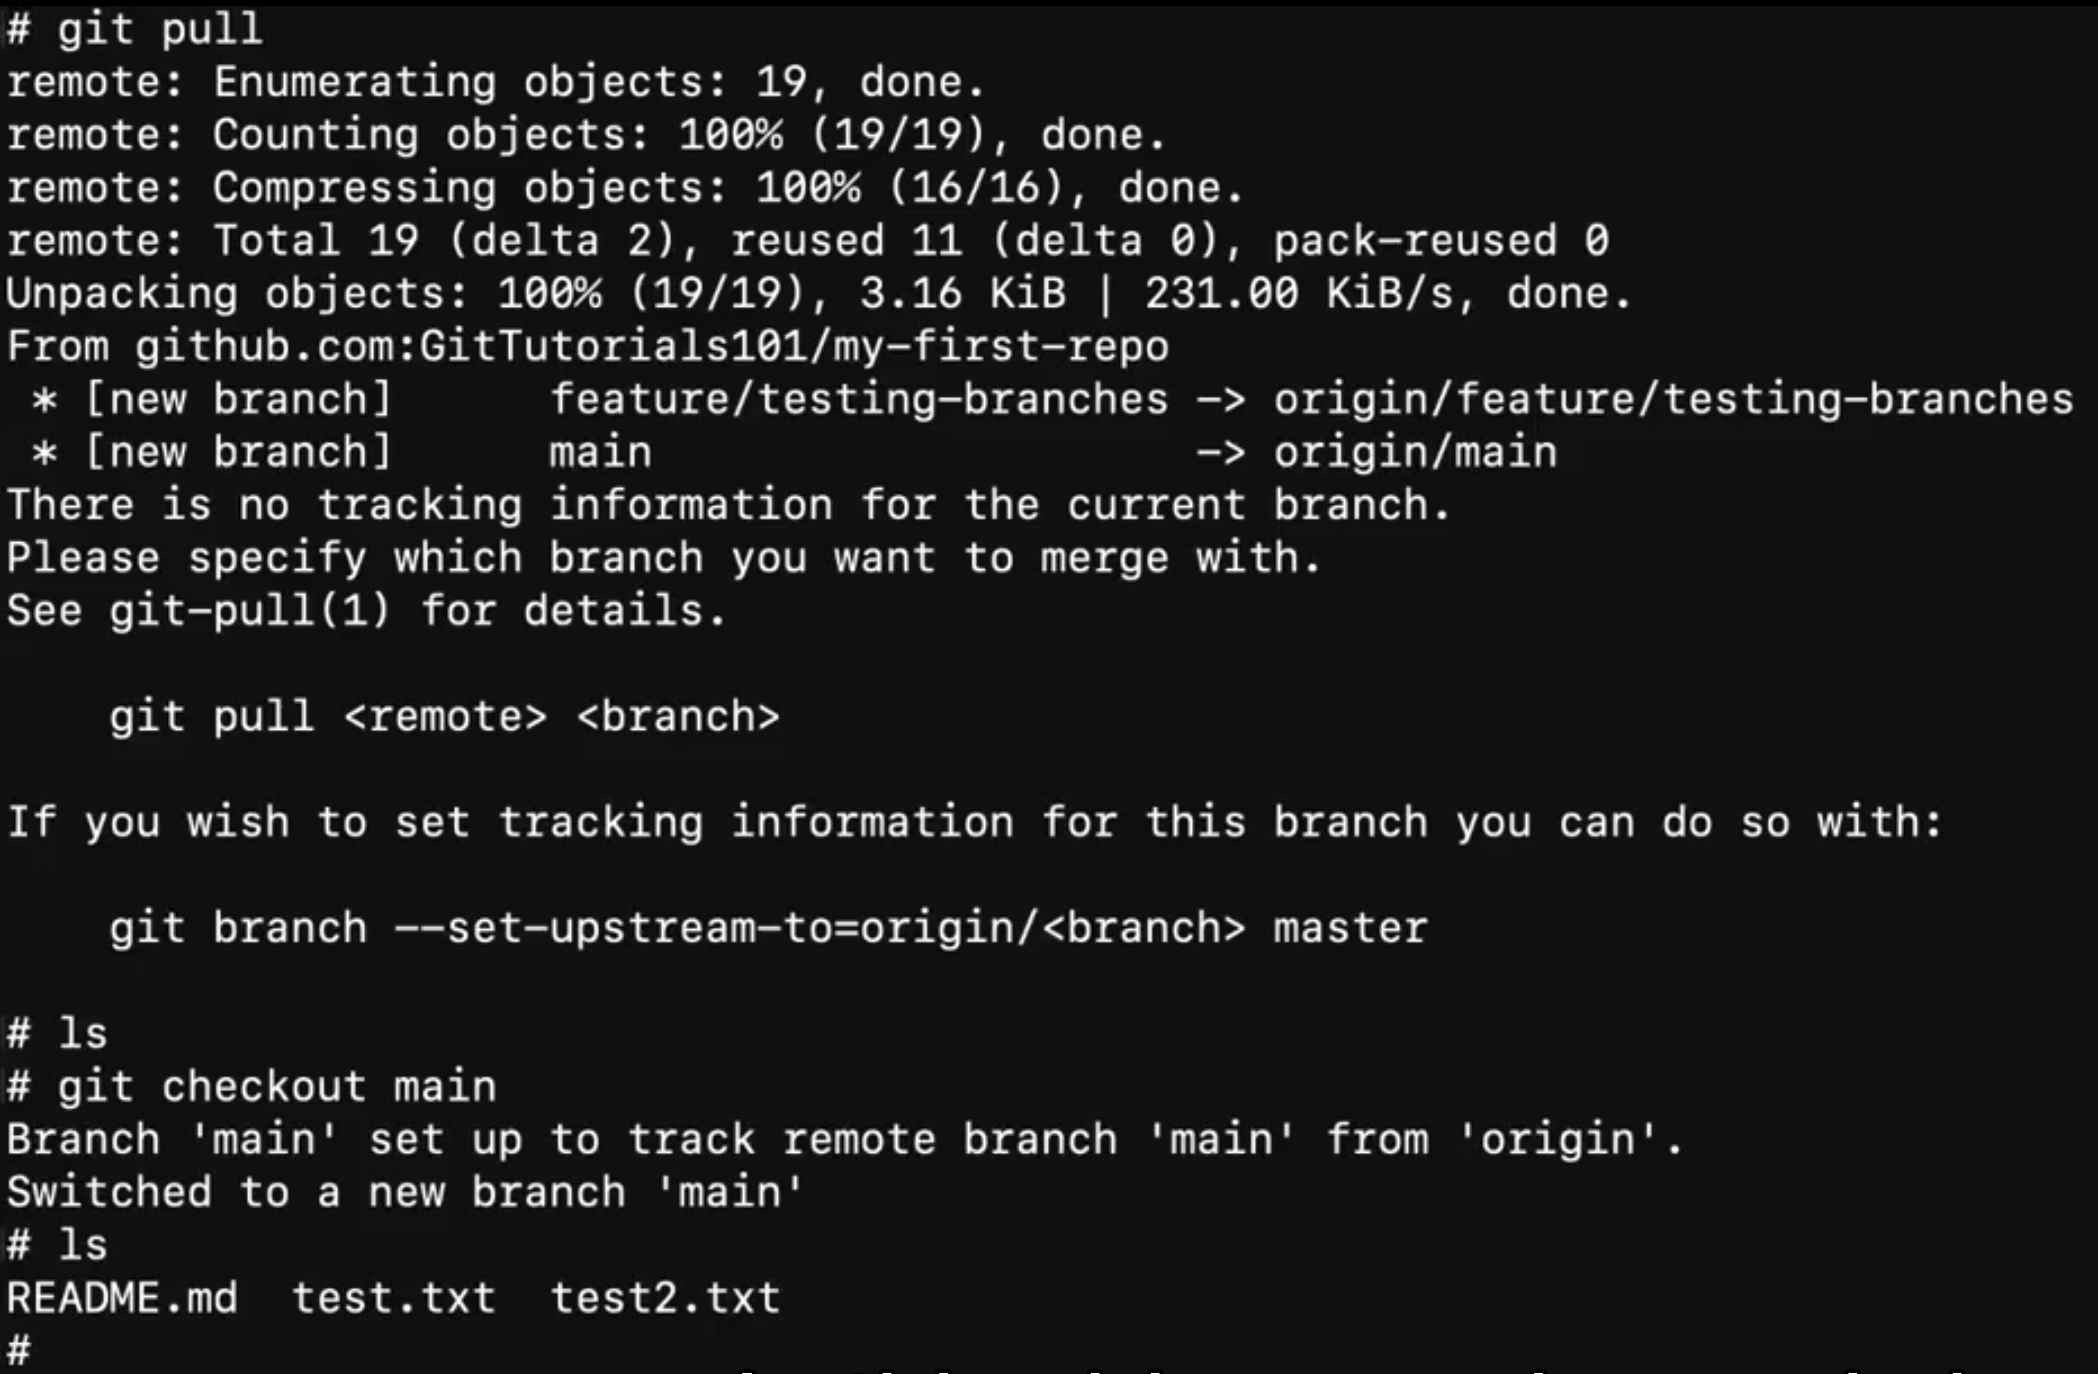 # git pull
remote: Enumerating objects: 19, done.
remote: Counting objects: 100% (19/19), done.
remote: Compressing objects: 100% (16/16), done.
remote: Total 19 (delta 2), reused 11 (delta 0), pack-reused 0
Unpacking objects: 100% (19/19), 3.16 KiB | 231.00 KiB/s, done.
From github.com:GitTutorials101/my-first-repo
 * [new branch]      feature/testing-branches -> origin/feature/testing-branches
 * [new branch]      main                     -> origin/main
There is no tracking information for the current branch.
Please specify which branch you want to merge with.
See git-pull(1) for details.

    git pull <remote> <branch>

If you wish to set tracking information for this branch you can do so with:

    git branch --set-upstream-to=origin/<branch> master

# ls
# git checkout main
Branch 'main' set up to track remote branch 'main' from 'origin'.
Switched to a new branch 'main'
# ls
README.md  test.txt  test2.txt
#